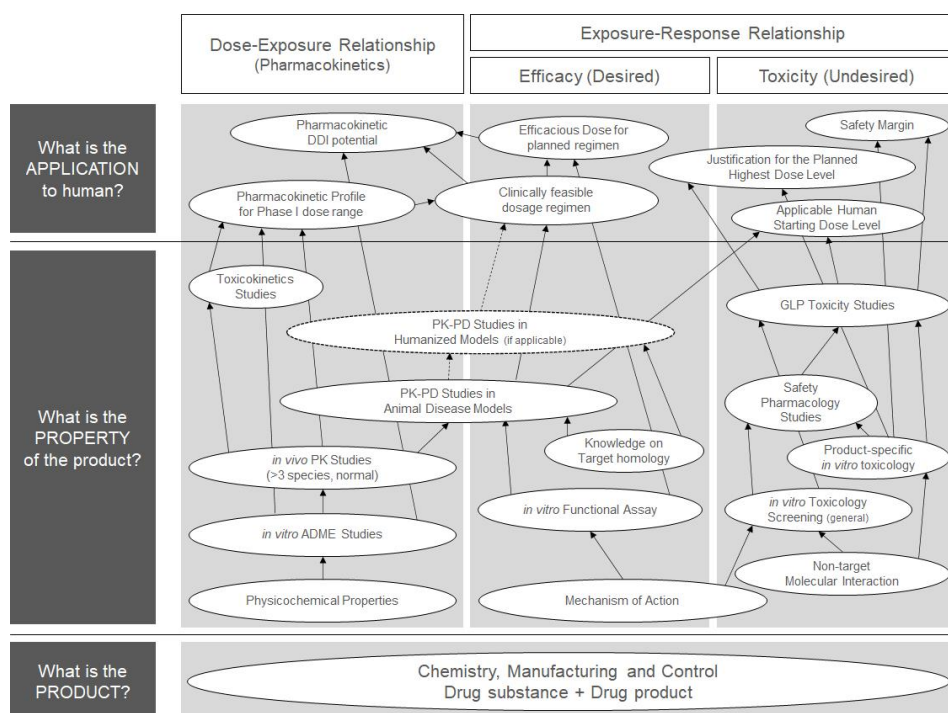 Dose-Exposure Relationship
(Pharmacokinetics)
Exposure-Response Relationship
Efficacy (Desired)
Toxicity (Undesired)
What is the
APPLICATION
to human?
Pharmacokinetic
DDI potential
Efficacious Dose for
planned regimen
Safety Margin
Justification for the Planned
Highest Dose Level
Pharmacokinetic Profile
for Phase I dose range
Clinically feasible
dosage regimen
Applicable Human
Starting Dose Level
What is the
PROPERTY
of the product?
Toxicokinetics
Studies
GLP Toxicity Studies
PK-PD Studies in
Humanized Models (if applicable)
PK-PD Studies in
Animal Disease Models
Safety
Pharmacology
Studies
Knowledge on
Target homology
Product-specific
in vitro toxicology
in vivo PK Studies
(>3 species, normal)
in vitro Functional Assay
in vitro Toxicology
Screening (general)
in vitro ADME Studies
Non-target
Molecular Interaction
Physicochemical Properties
Mechanism of Action
What is the
PRODUCT?
Chemistry, Manufacturing and Control
Drug substance + Drug product